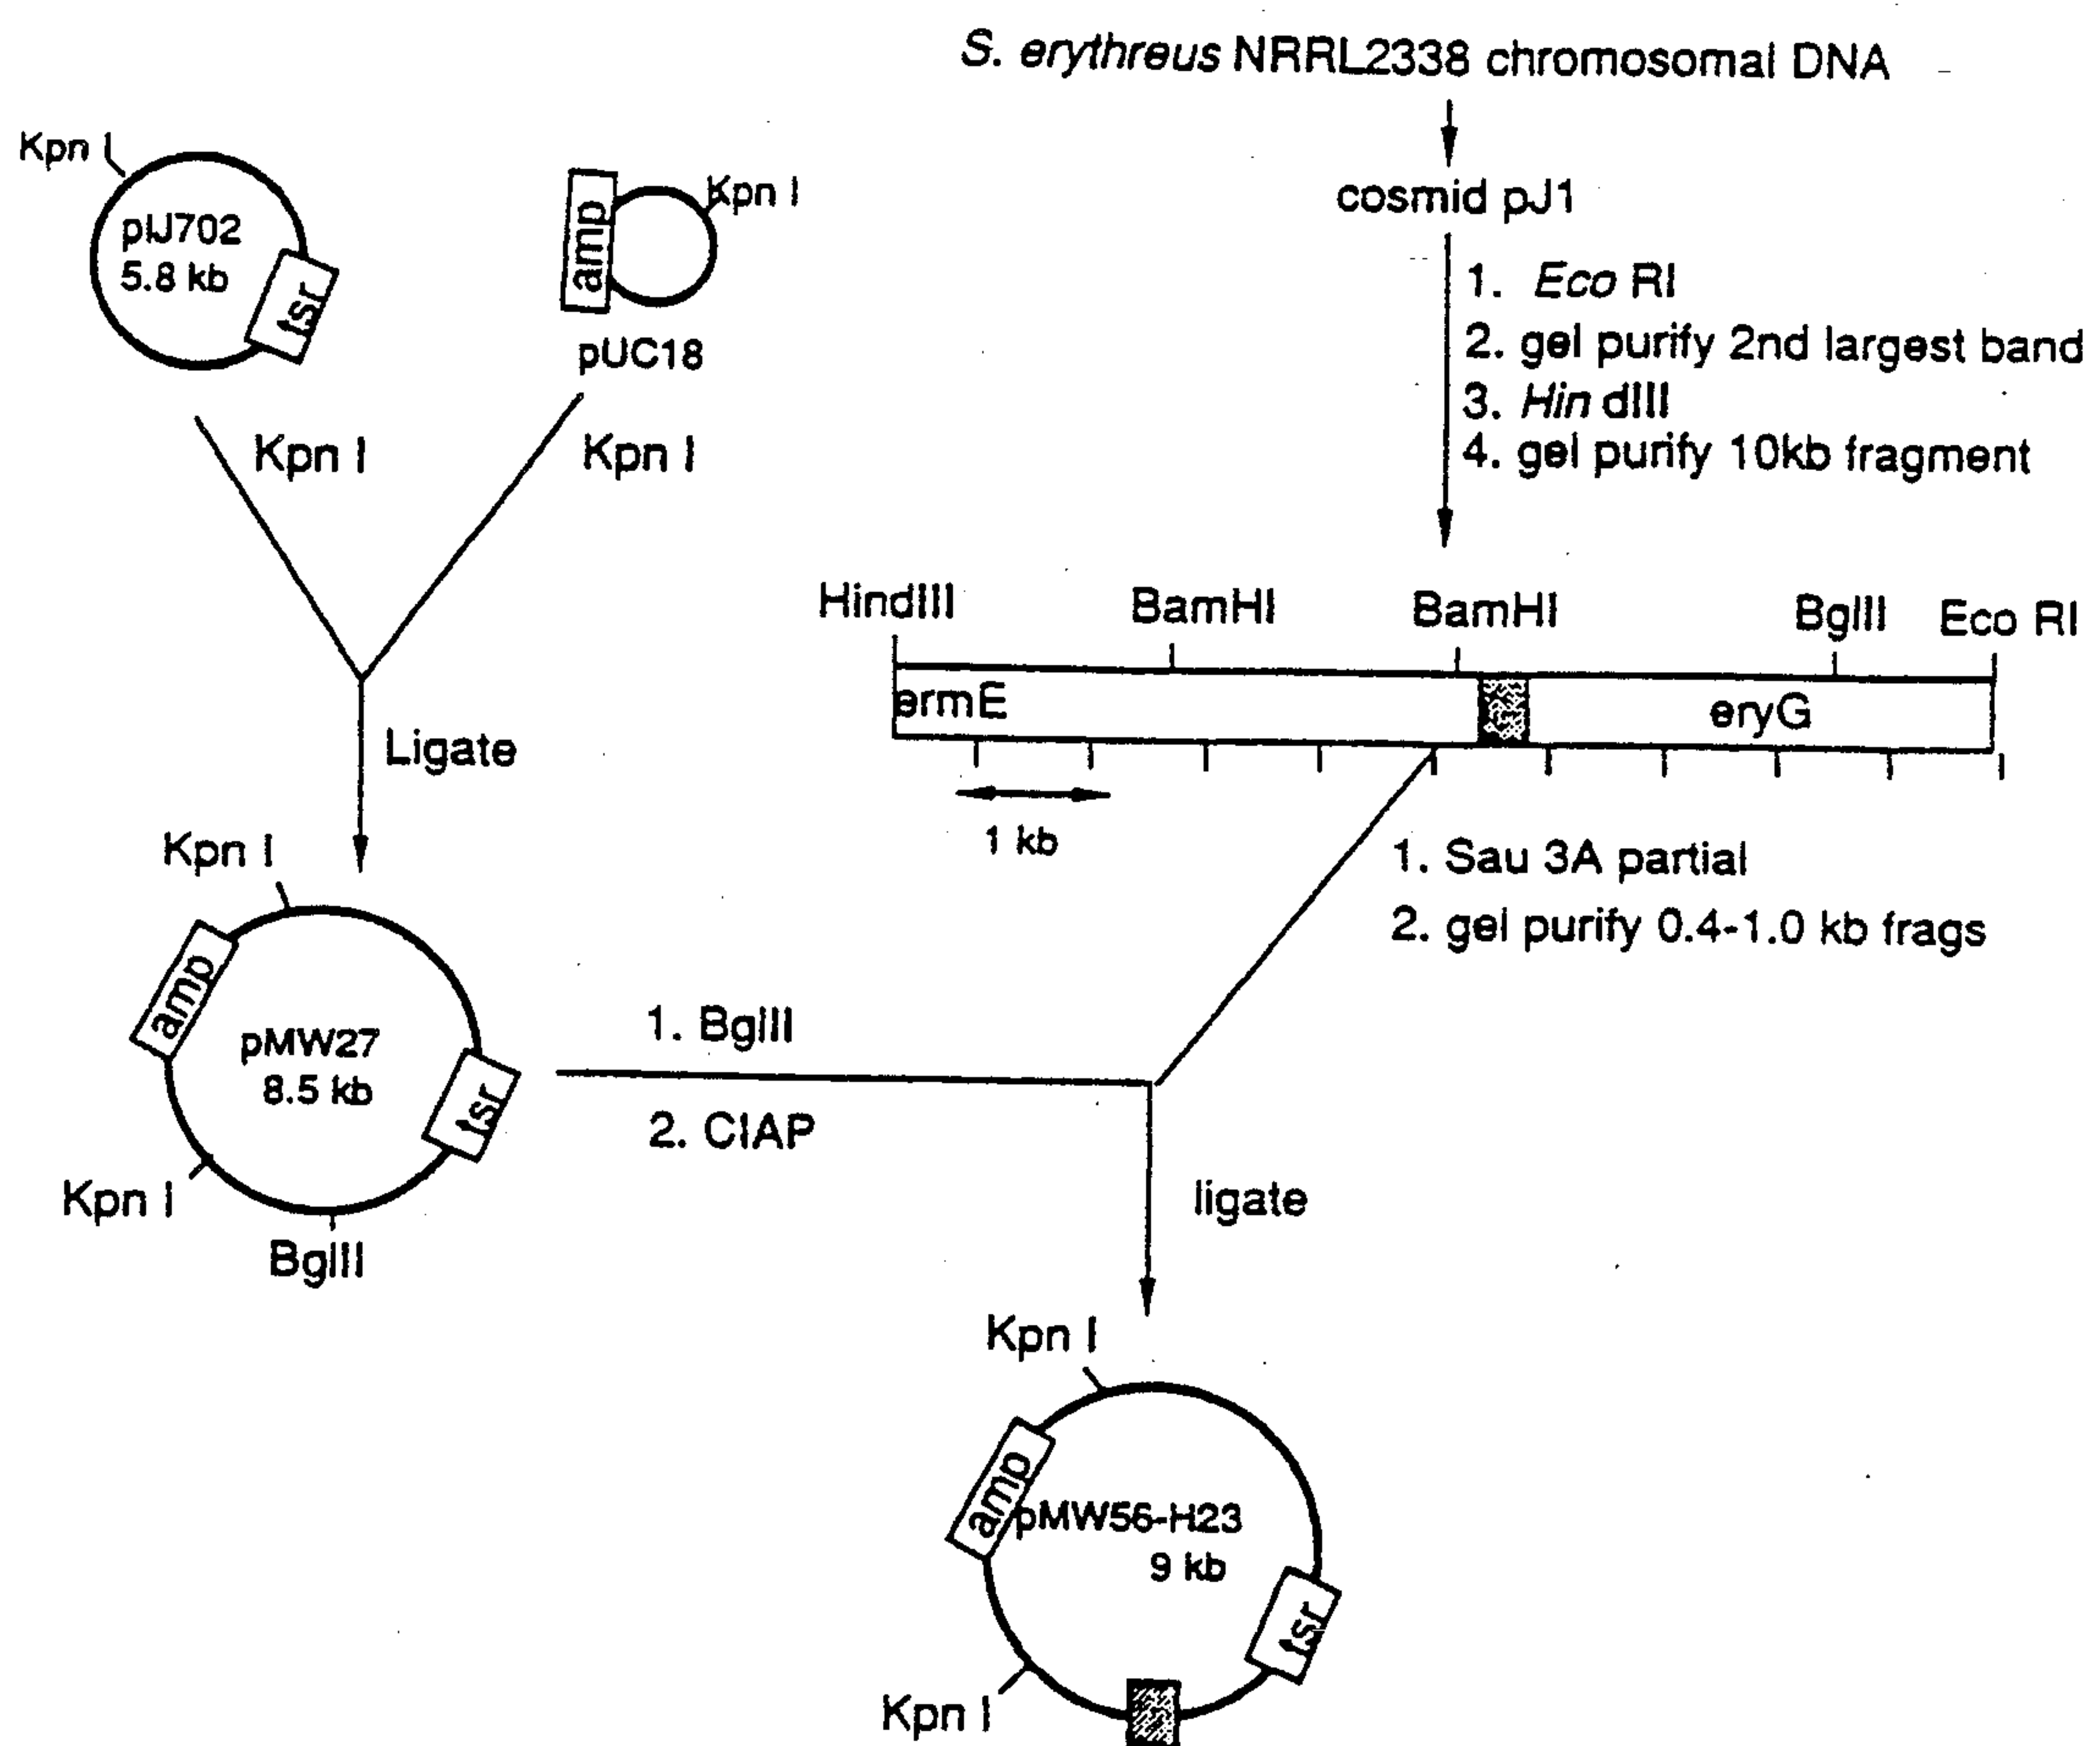 S. erythreus NRRL2338 chromosomal DNA
cosmid pJ1
1. Eco RI
2. gel purify 2nd largest band
3. Hin dIII
4. gel purify 10kb fragment
Kpn I
pIJ702
5.8 kb
tsr
amp
Kpn I
pUC18
Kpn I
Kpn I
Ligate
HindIII
BamHI
BamHI
BglII
Eco RI
ermE
eryG
1 kb
1. Sau 3A partial
2. gel purify 0.4-1.0 kb frags
Kpn I
amp
pMW27
8.5 kb
tsr
Kpn I
BglII
1. BglII
2. CIAP
ligate
Kpn I
amp
pMW56-H23
9 kb
tsr
Kpn I